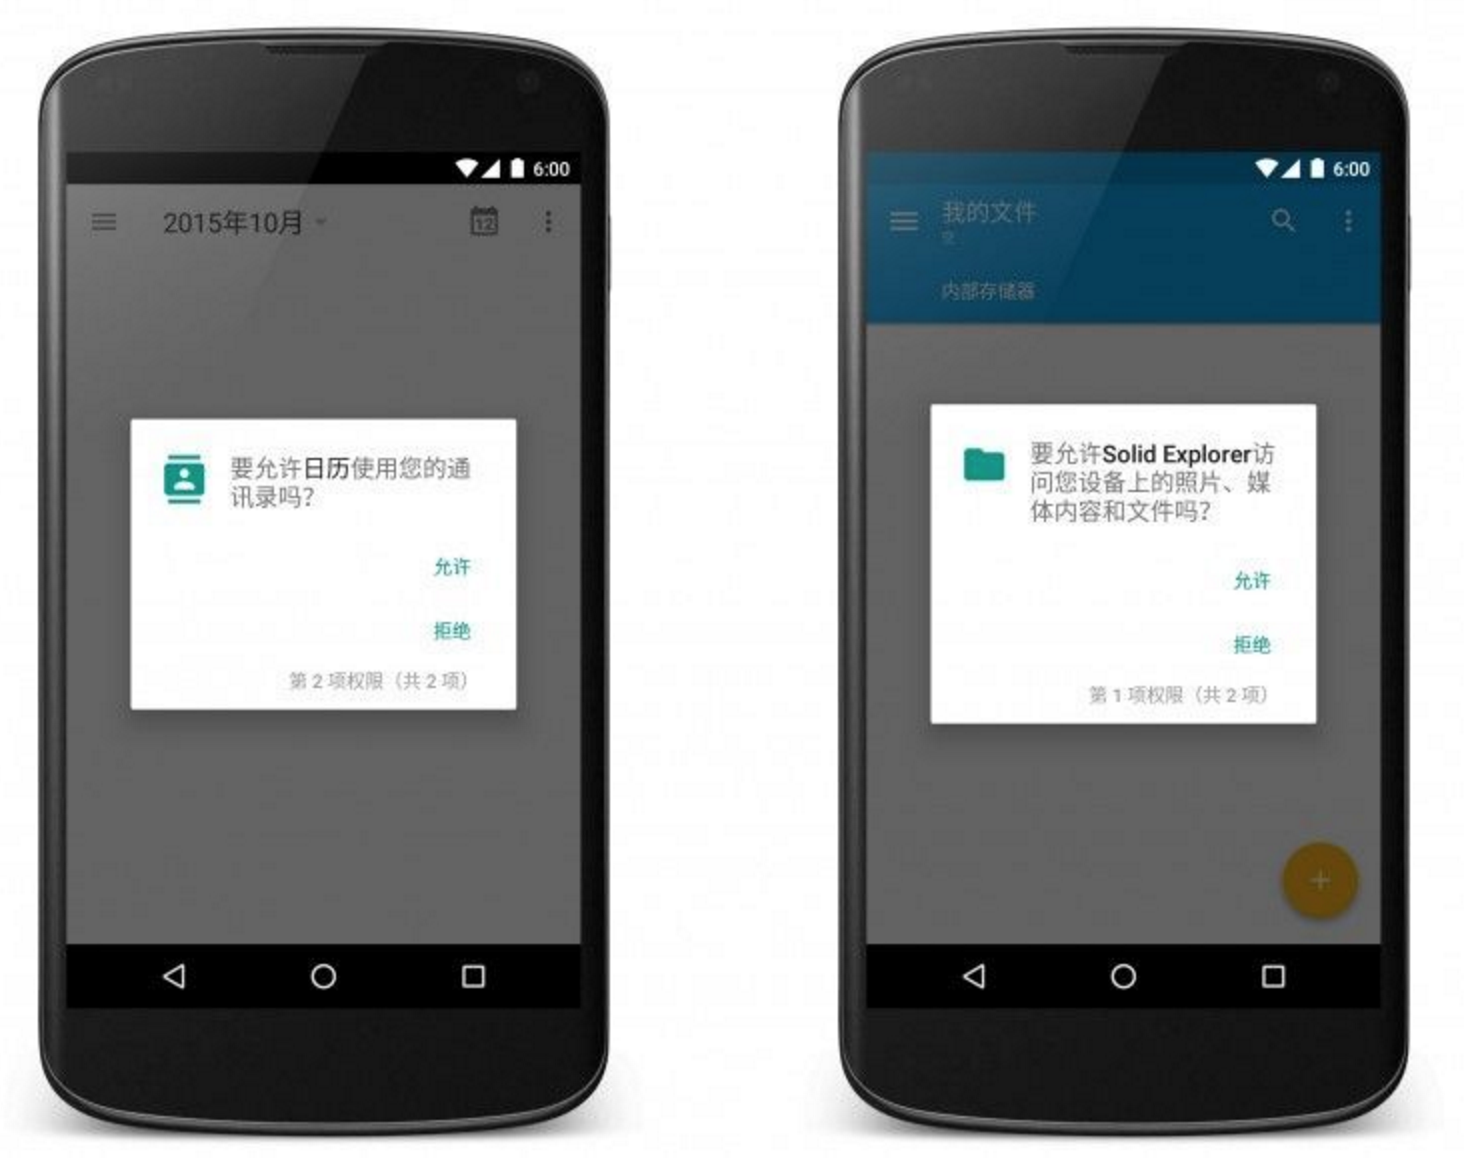 6:00
2015年10月
12
要允许日历使用您的通
讯录吗？
允许
拒绝
第 2 项权限（共 2 项）
6:00
我的文件
内部存储器
要允许Solid Explorer访
问您设备上的照片、媒
体内容和文件吗？
允许
拒绝
第 1 项权限（共 2 项）